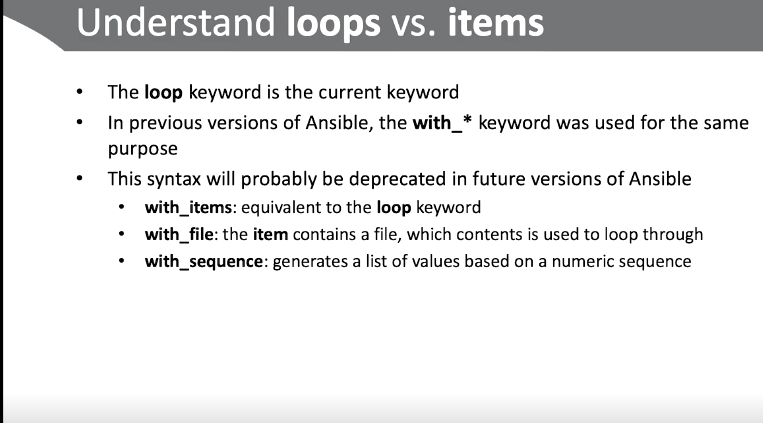 Understand loops vs. items
• The loop keyword is the current keyword
• In previous versions of Ansible, the with_* keyword was used for the same
purpose
• This syntax will probably be deprecated in future versions of Ansible
• with_items: equivalent to the loop keyword
• with_file: the item contains a file, which contents is used to loop through
• with_sequence: generates a list of values based on a numeric sequence